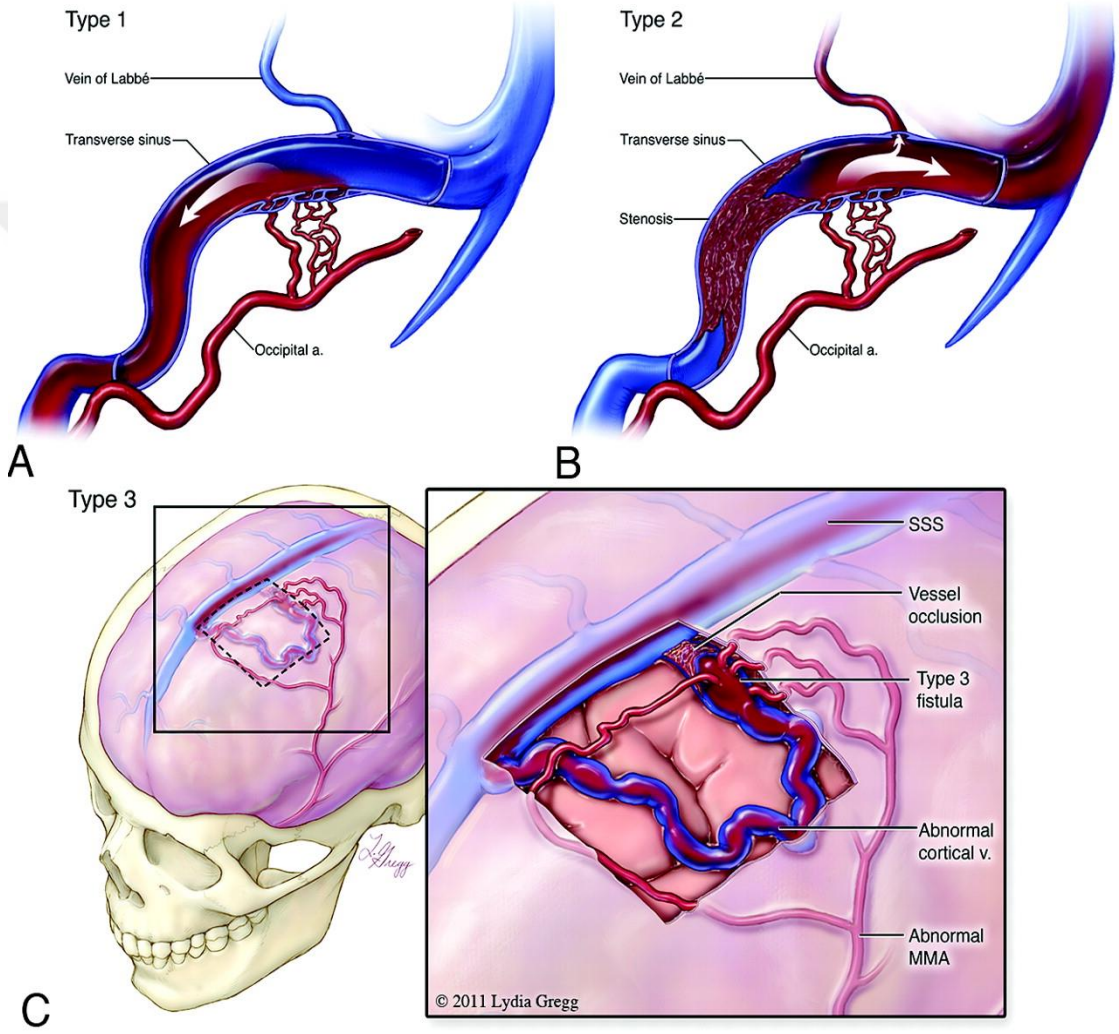 Type 1
Vein of Labbé
Transverse sinus
Occipital a.
A
Type 2
Vein of Labbé
Transverse sinus
Stenosis
Occipital a.
B
Type 3
L Gregg
C
SSS
Vessel
occlusion
Type 3
fistula
Abnormal
cortical v.
Abnormal
MMA
© 2011 Lydia Gregg